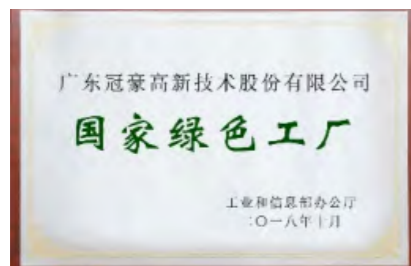 广东冠豪高新技术股份有限公司
国家绿色工厂
工业和信息部办公厅
二〇一八年十月